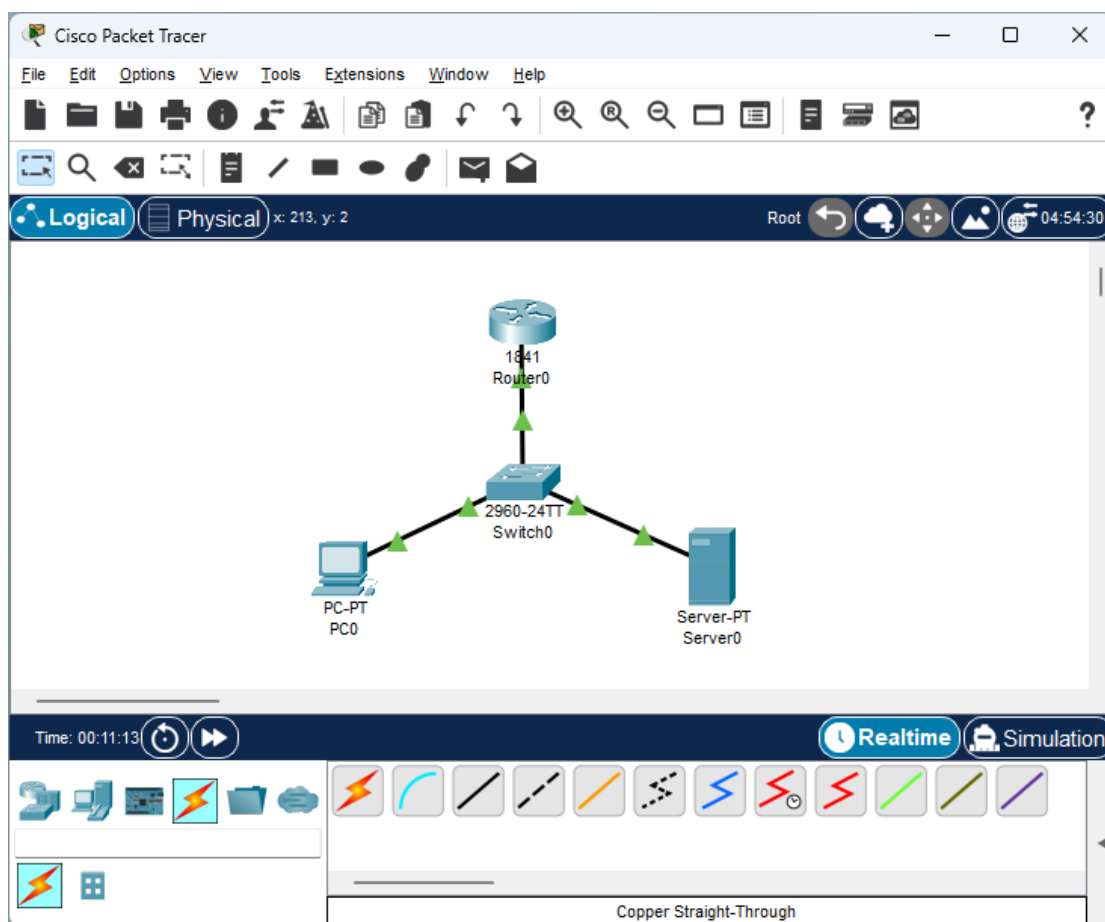 Cisco Packet Tracer
File Edit Options View Tools Extensions Window Help
Logical Physical x: 213, y: 2 Root 04:54:30
1841
Router0
2960-24TT
Switch0
PC-PT
PC0
Server-PT
Server0
Time: 00:11:13 Realtime Simulation
Copper Straight-Through